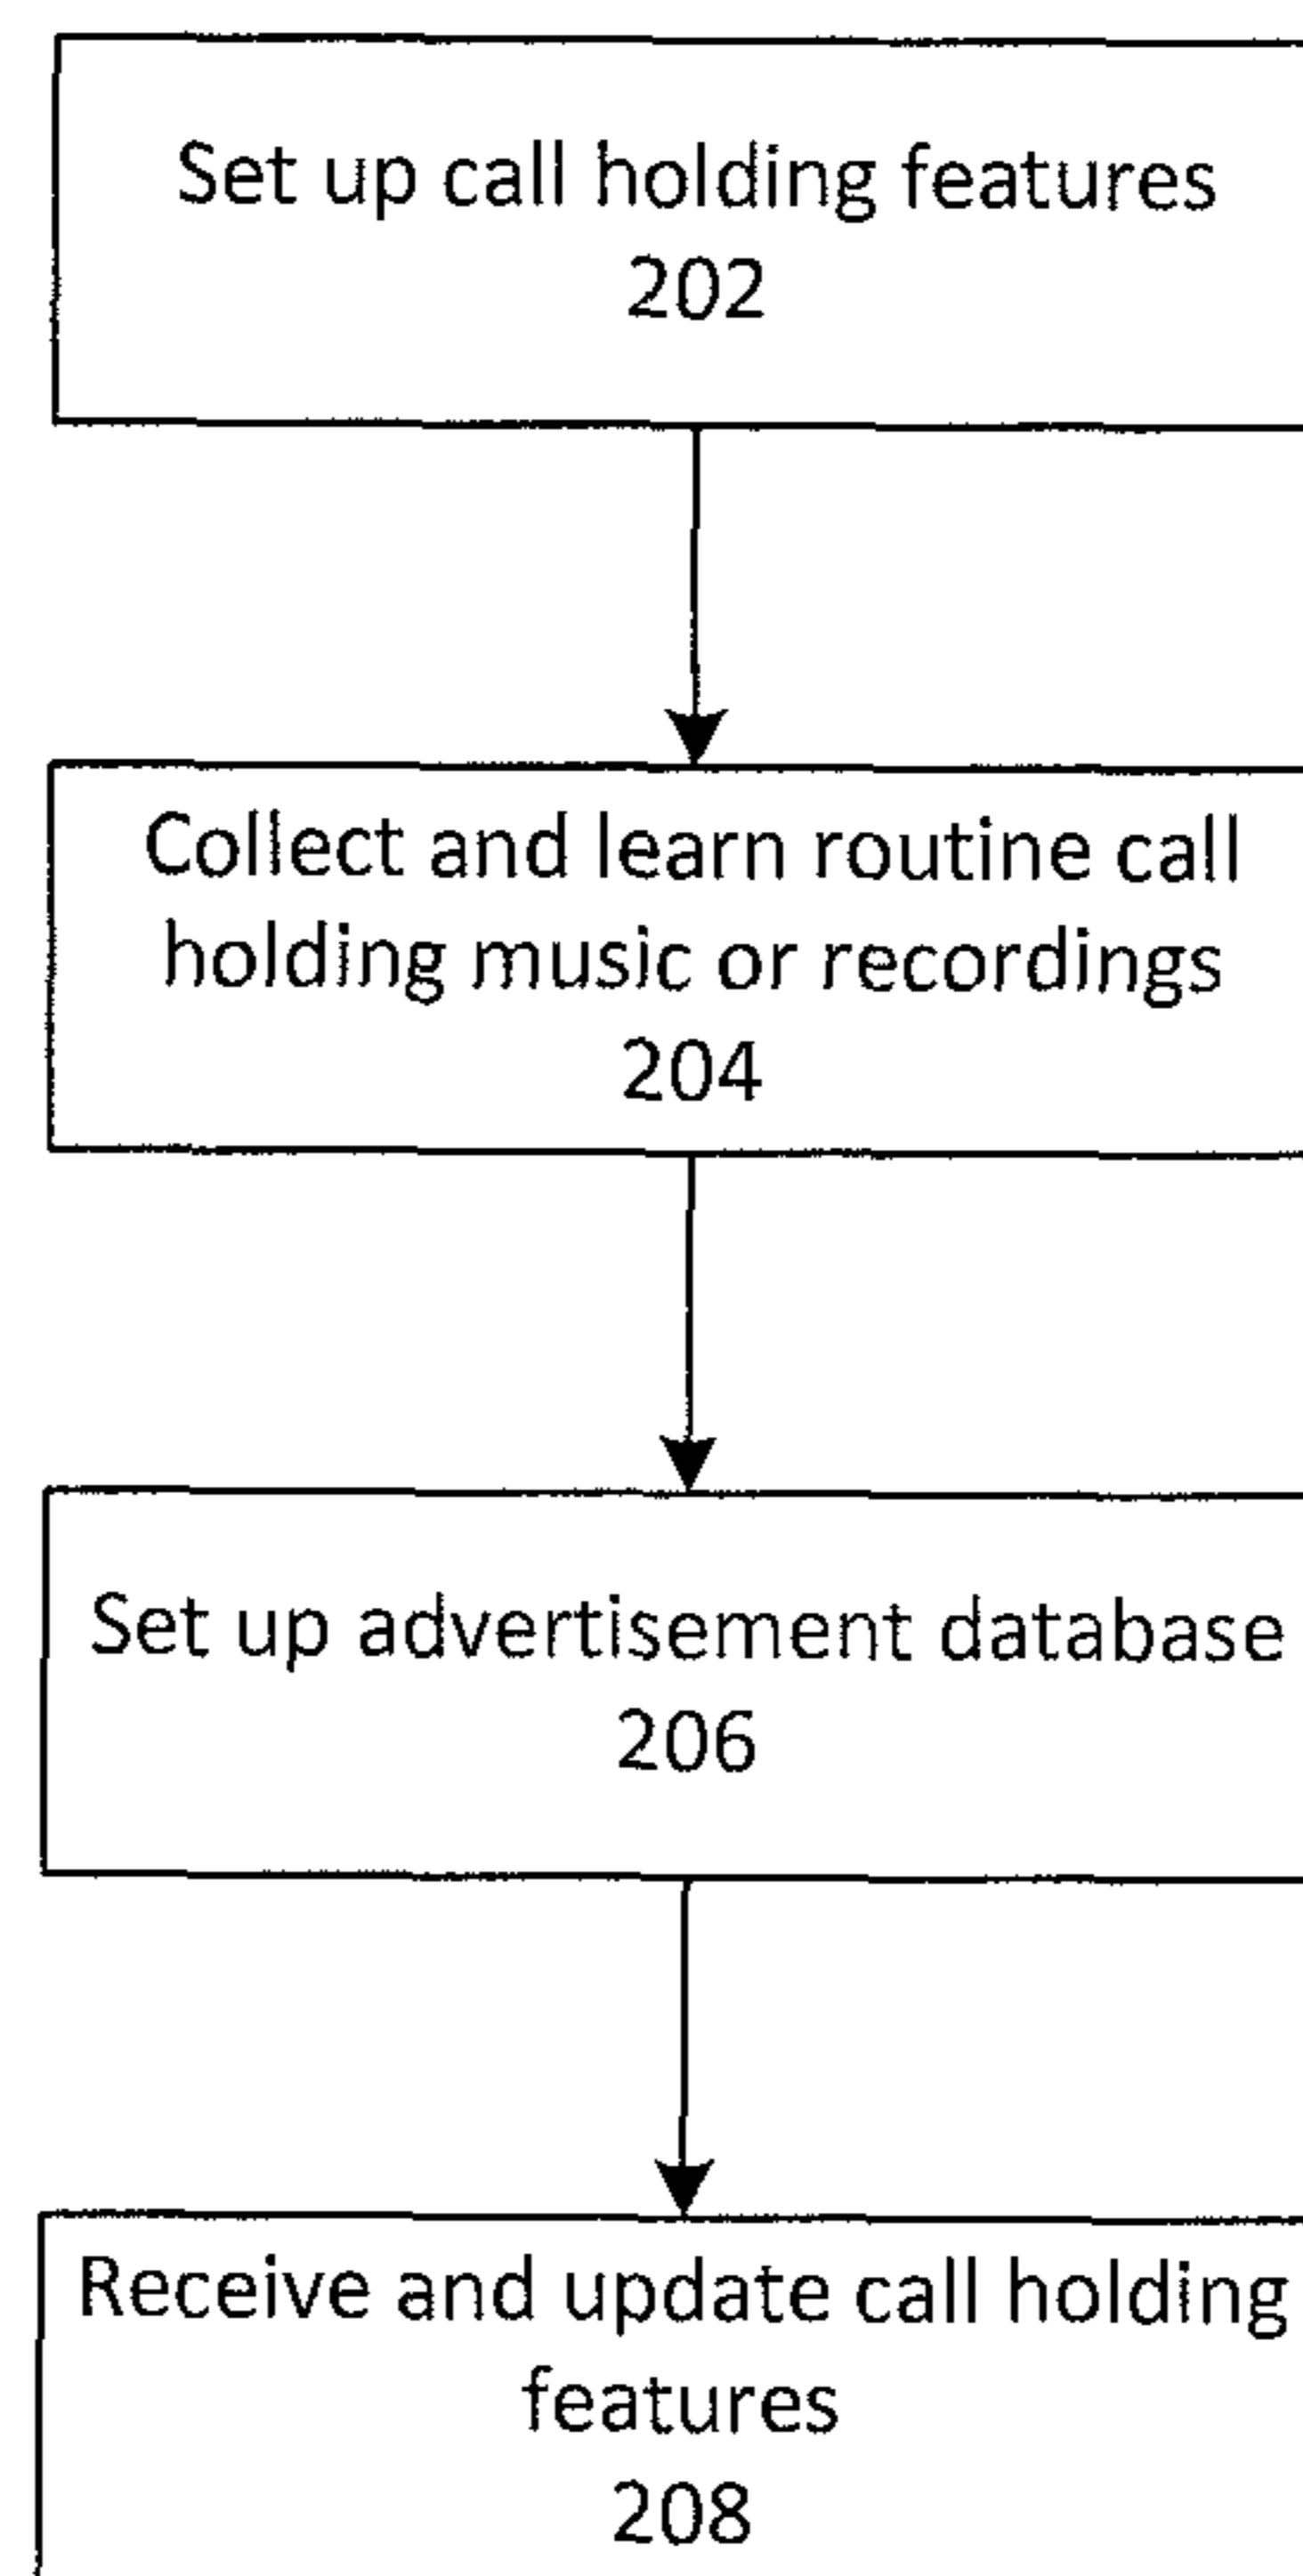 Set up call holding features
202
Collect and learn routine call
holding music or recordings
204
Set up advertisement database
206
Receive and update call holding
features
208